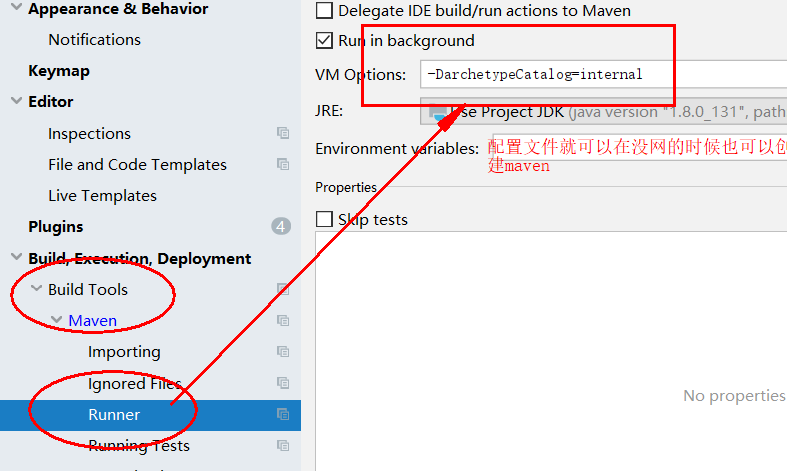 Appearance & Behavior
Notifications
Keymap
Editor
Inspections
File and Code Templates
Live Templates
Plugins
4
Build, Execution, Deployment
Build Tools
Maven
Importing
Ignored Files
Runner
Running Tests
Delegate IDE build/run actions to Maven
Run in background
VM Options: -DarchetypeCatalog=internal
JRE: Use Project JDK (java version "1.8.0_131", path
Environment variables: 配置文件就可以在没网的时候也可以创
建maven
Properties
Skip tests
No properties